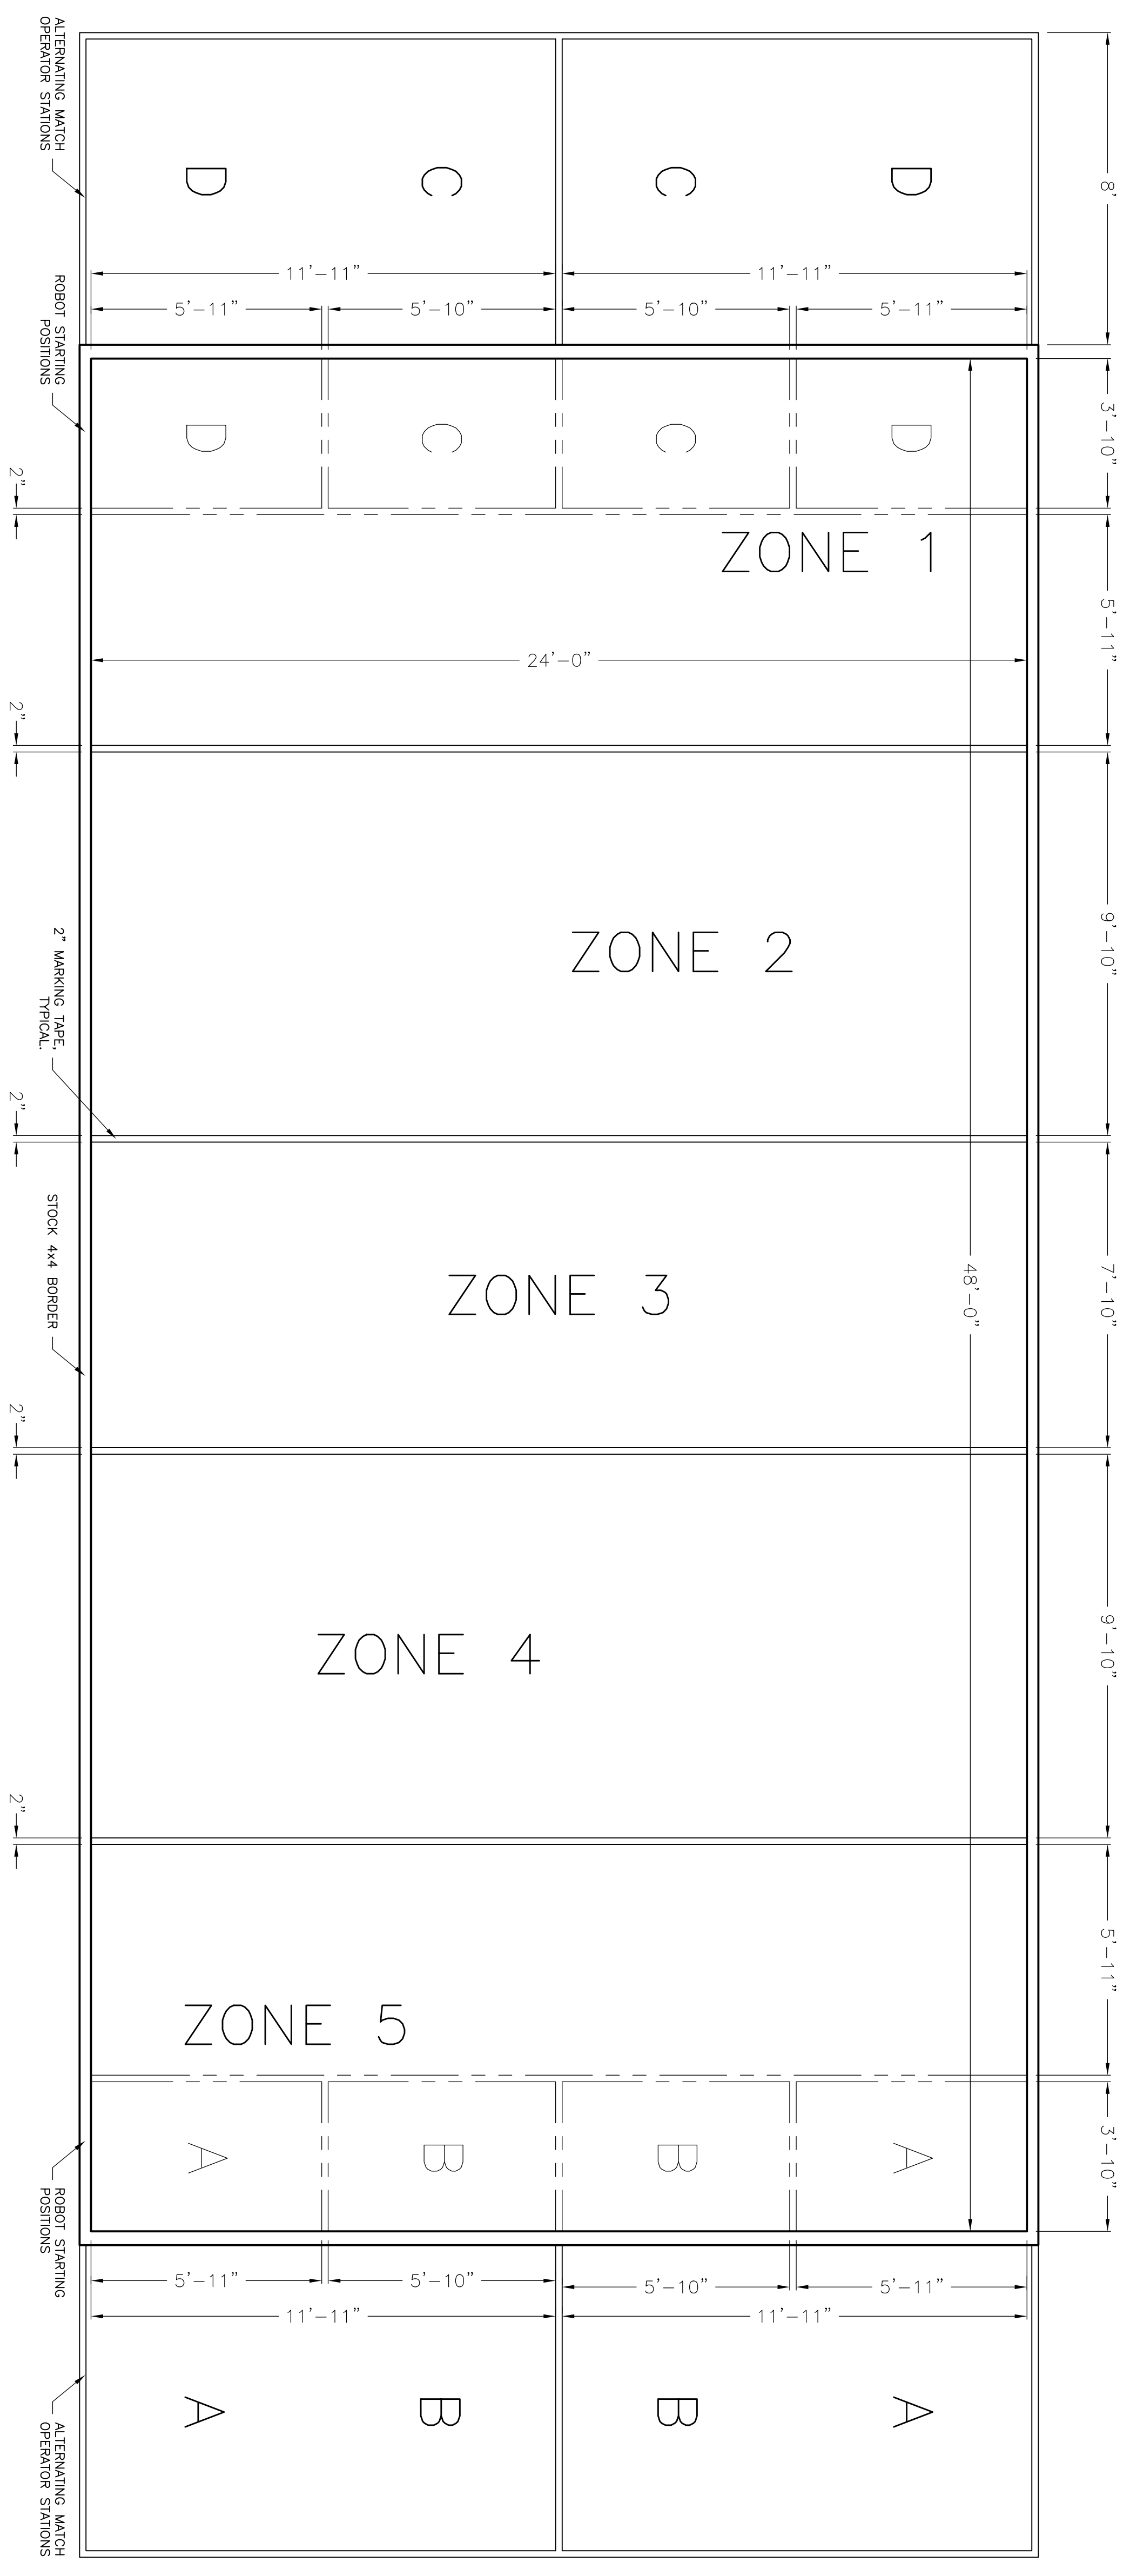 8'
D
C
C
D
11'-11"
11'-11"
5'-11"
5'-10"
5'-10"
5'-11"
ALTERNATING MATCH
OPERATOR STATIONS
ROBOT STARTING
POSITIONS
3'-10"
D
C
C
D
2"
ZONE 1
5'-11"
24'-0"
2"
9'-10"
ZONE 2
2" MARKING TAPE,
TYPICAL.
2"
STOCK 4x4 BORDER
ZONE 3
48'-0"
7'-10"
2"
ZONE 4
9'-10"
2"
5'-11"
ZONE 5
A
B
B
A
3'-10"
ROBOT STARTING
POSITIONS
5'-11"
5'-10"
5'-10"
5'-11"
11'-11"
11'-11"
A
B
B
A
ALTERNATING MATCH
OPERATOR STATIONS